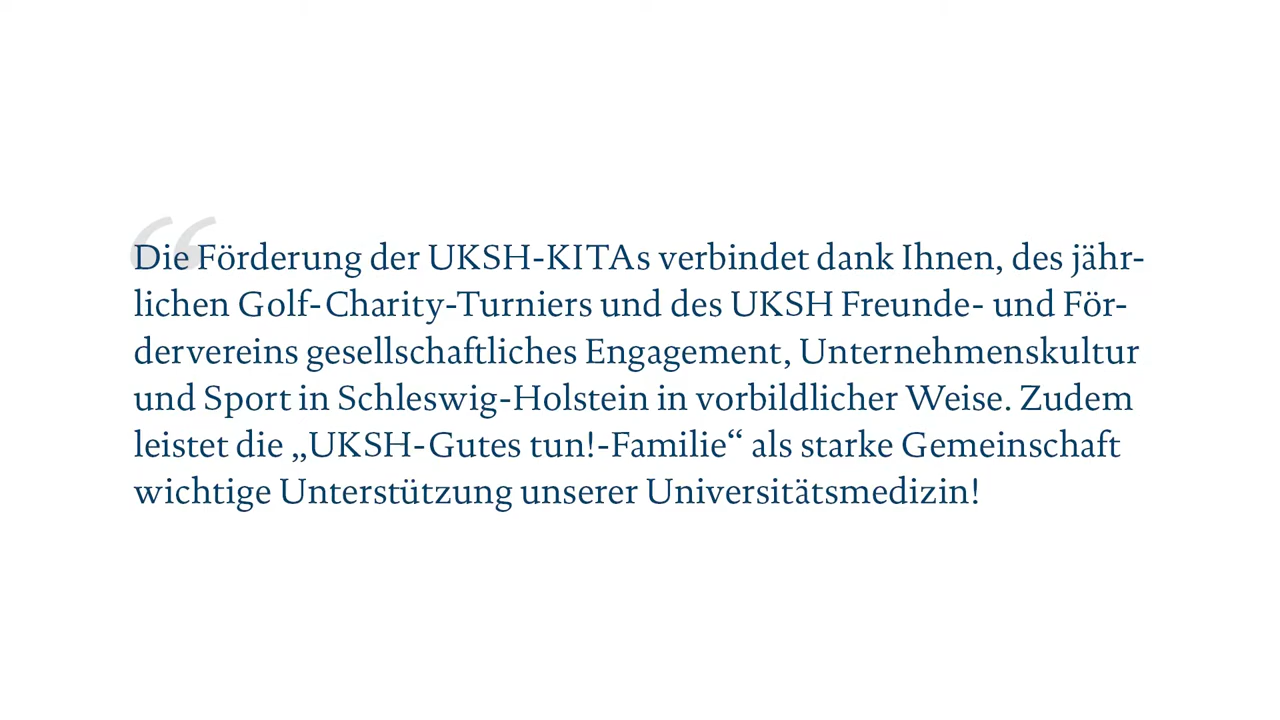 Die Förderung der UKSH-KITAs verbindet dank Ihnen, des jähr-
lichen Golf-Charity-Turniers und des UKSH Freunde- und För-
dervereins gesellschaftliches Engagement, Unternehmenskultur
und Sport in Schleswig-Holstein in vorbildlicher Weise. Zudem
leistet die „UKSH-Gutes tun!-Familie“ als starke Gemeinschaft
wichtige Unterstützung unserer Universitätsmedizin!